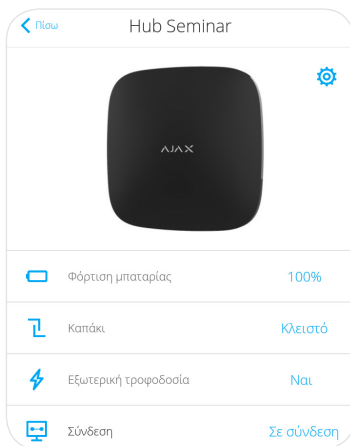 Πίσω
Hub Seminar
AJAX
Φόρτιση μπαταρίας 100%
Καπάκι Κλειστό
Εξωτερική τροφοδοσία Ναι
Σύνδεση Σε σύνδεση